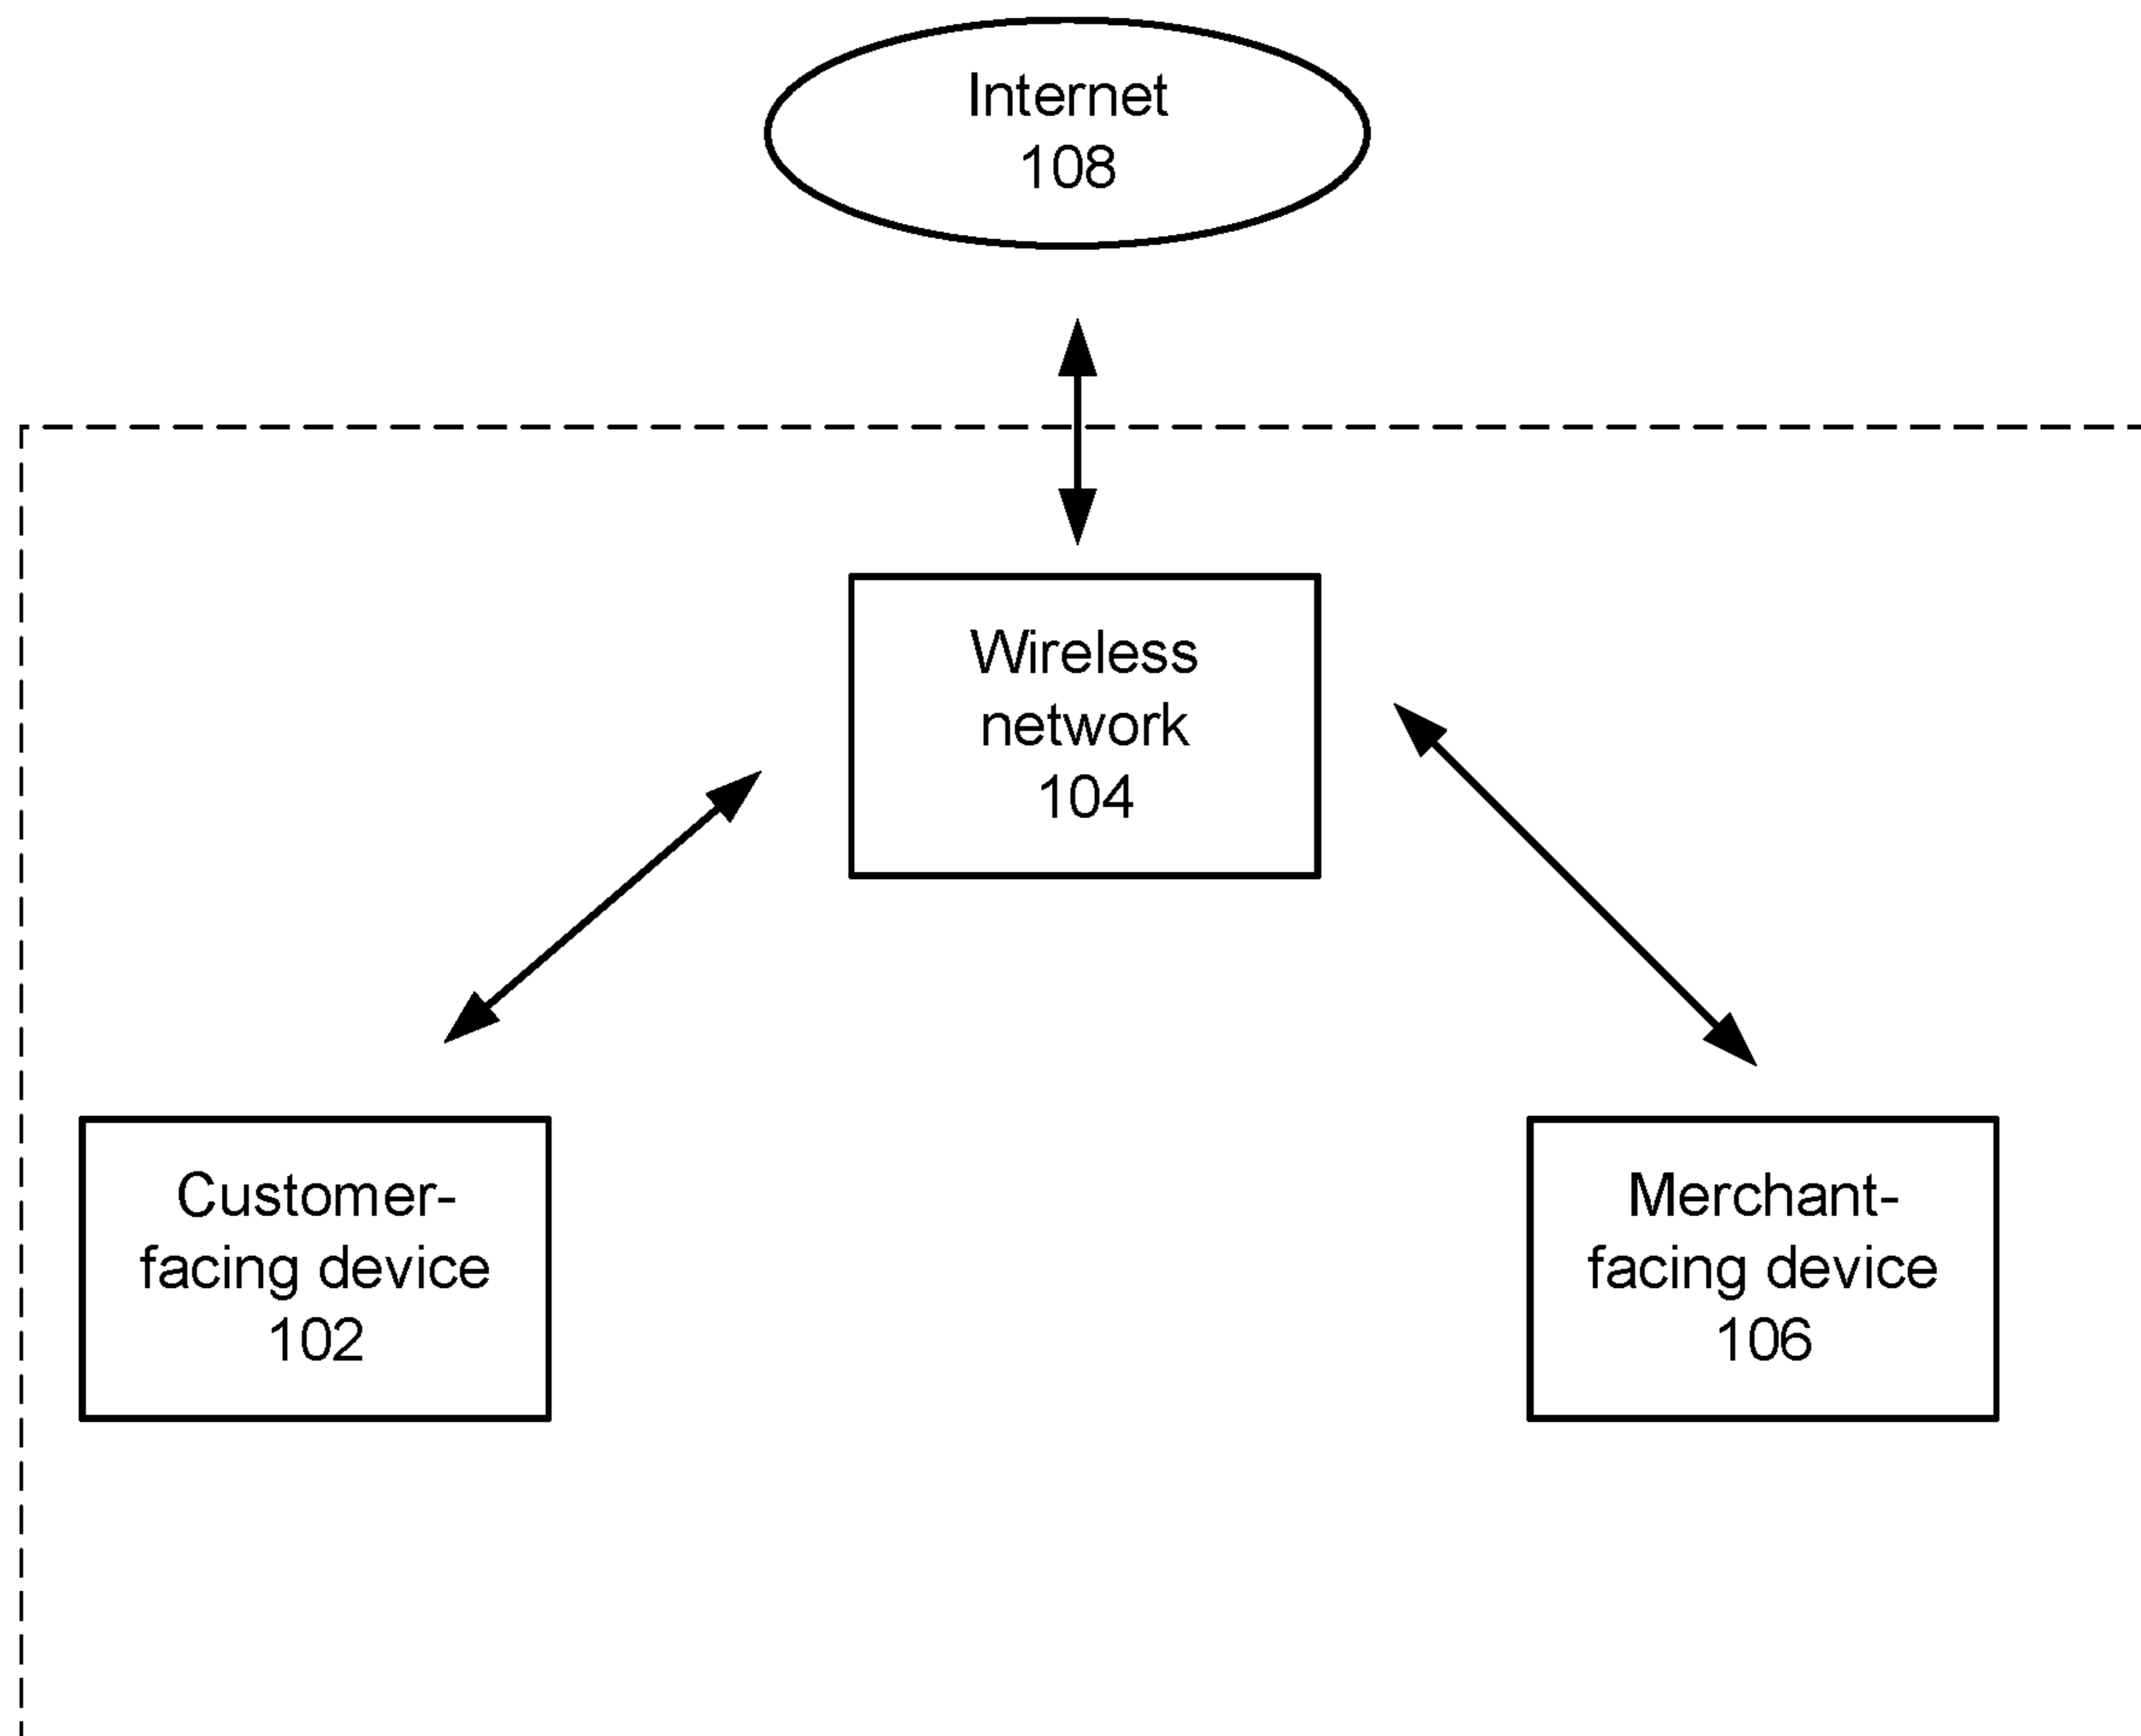 Internet
108
Wireless
network
104
Customer-
facing device
102
Merchant-
facing device
106